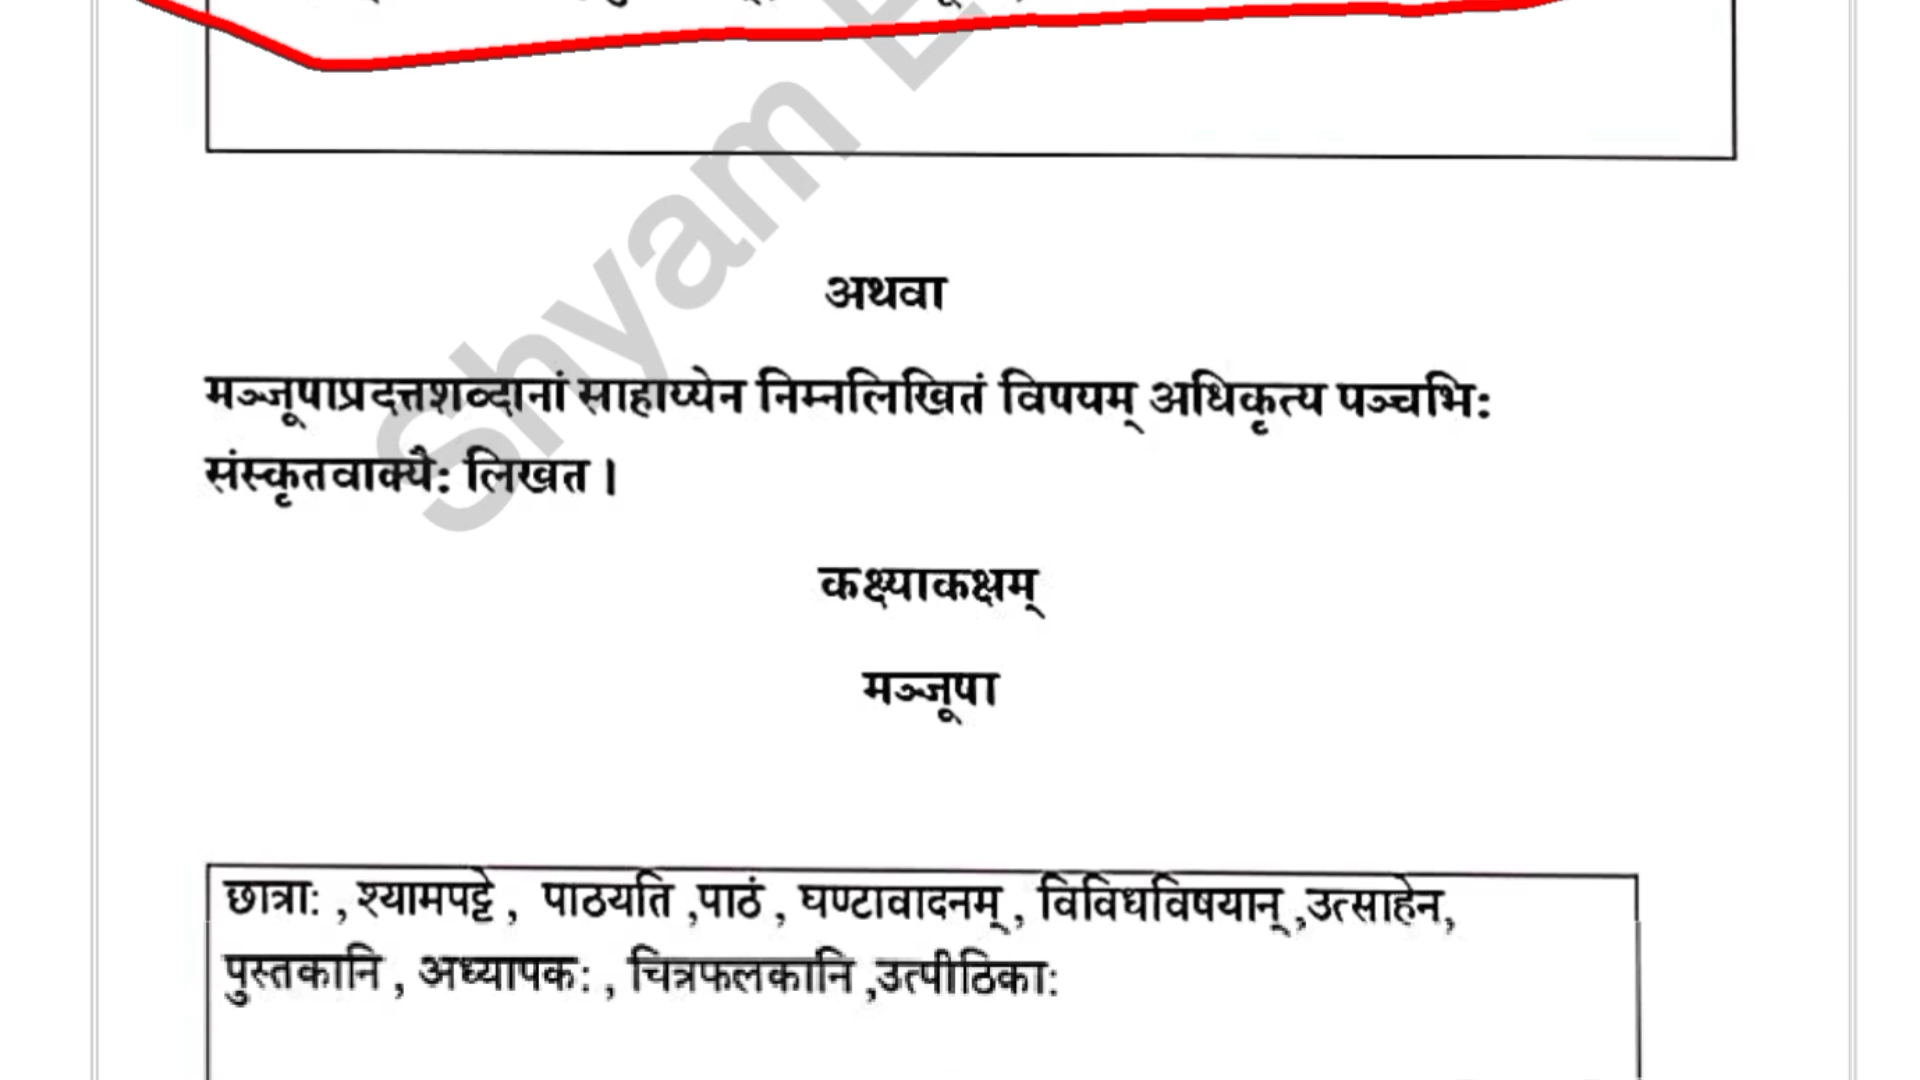 अथवा
मञ्जूषाप्रदत्तशब्दानां साहाय्येन निम्नलिखितं विषयम् अधिकृत्य पञ्चभिः
संस्कृतवाक्यैः लिखत ।
कक्ष्याकक्षम्
मञ्जूषा
छात्राः , श्यामपट्टे , पाठयति ,पाठं , घण्टावादनम् , विविधविषयान् ,उत्साहेन,
पुस्तकानि , अध्यापकः , चित्रफलकानि ,उत्पीठिकाः
Shyam